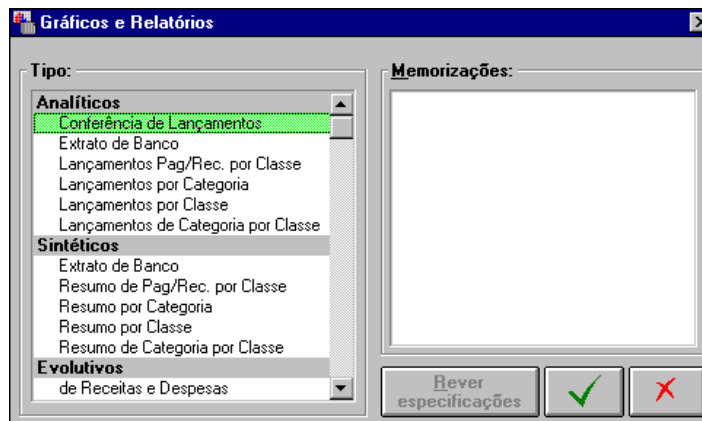 Gráficos e Relatórios
Tipo:
Analíticos
Conferência de Lançamentos
Extrato de Banco
Lançamentos Pag/Rec. por Classe
Lançamentos por Categoria
Lançamentos por Classe
Lançamentos de Categoria por Classe
Sintéticos
Extrato de Banco
Resumo de Pag/Rec. por Classe
Resumo por Categoria
Resumo por Classe
Resumo de Categoria por Classe
Evolutivos
de Receitas e Despesas
Memorizações:
Rever
especificações